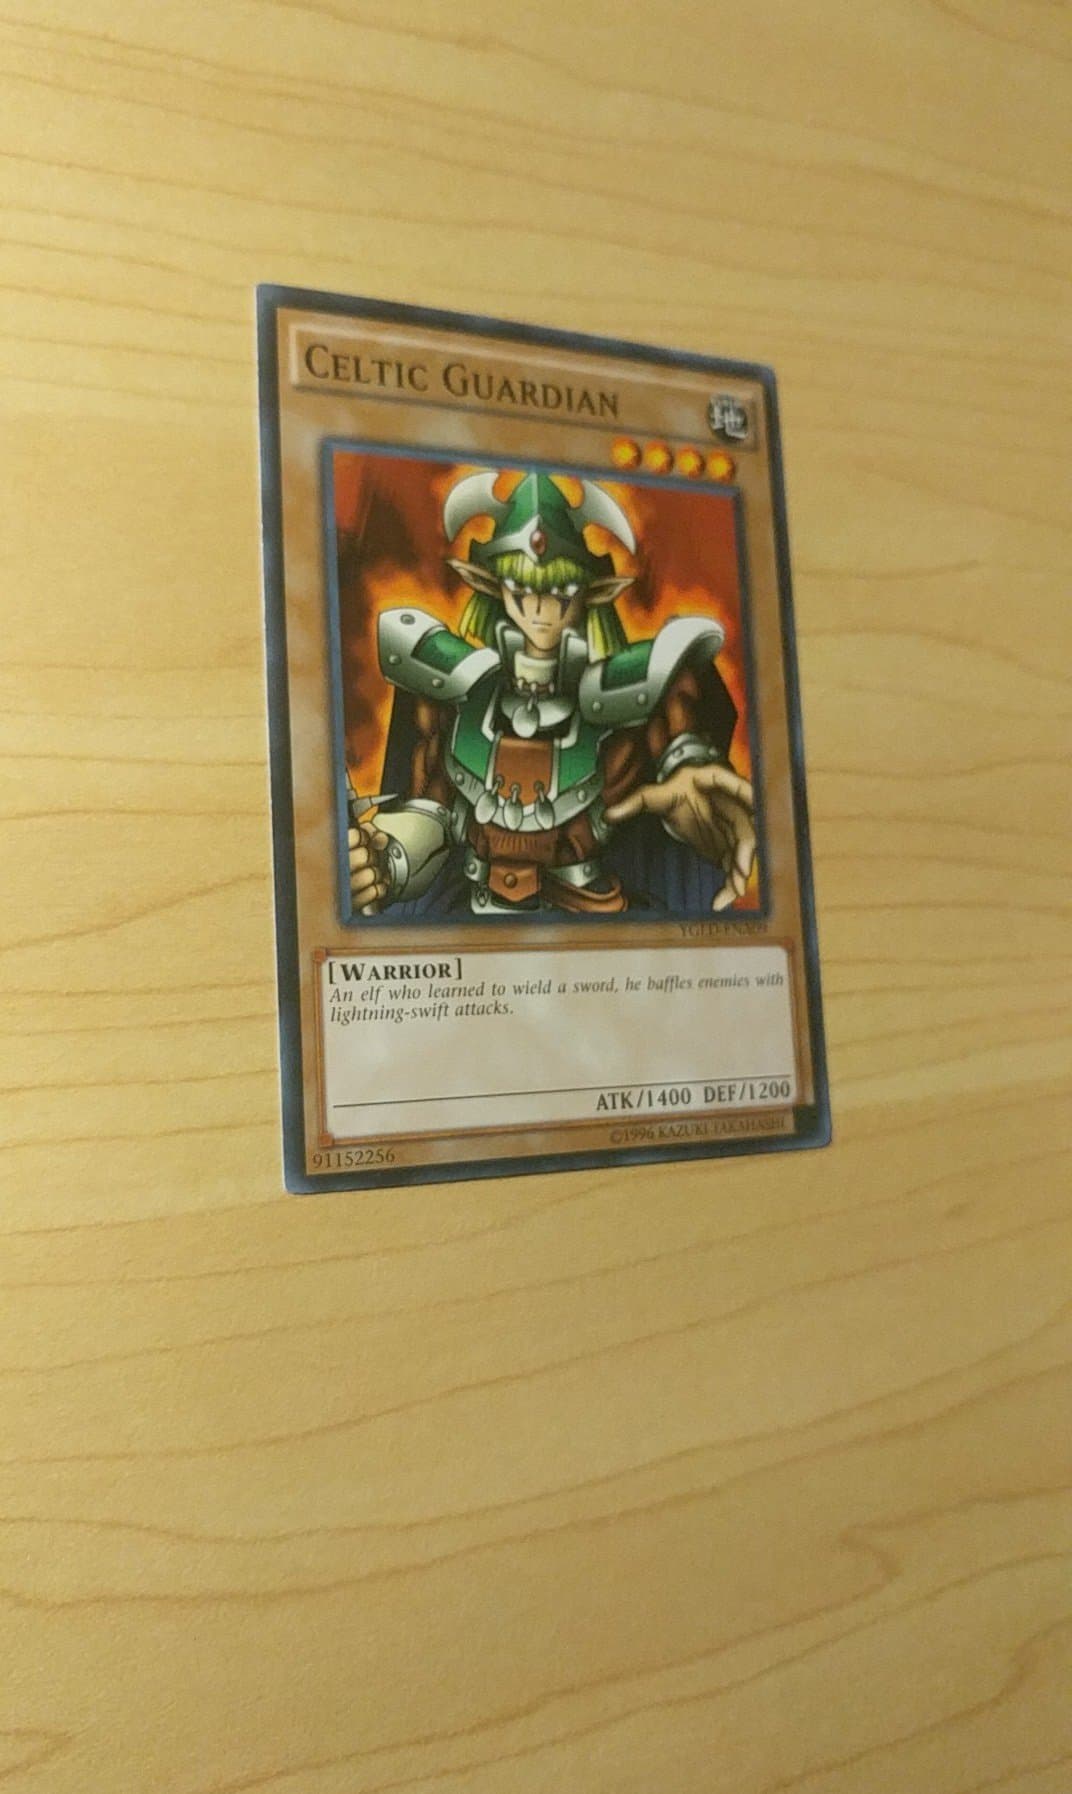 CELTIC GUARDIAN
地
[WARRIOR]
An elf who learned to wield a sword, he baffles enemies with
lightning-swift attacks.
ATK/1400 DEF/1200
91152256
©1996 KAZUKI TAKAHASHI